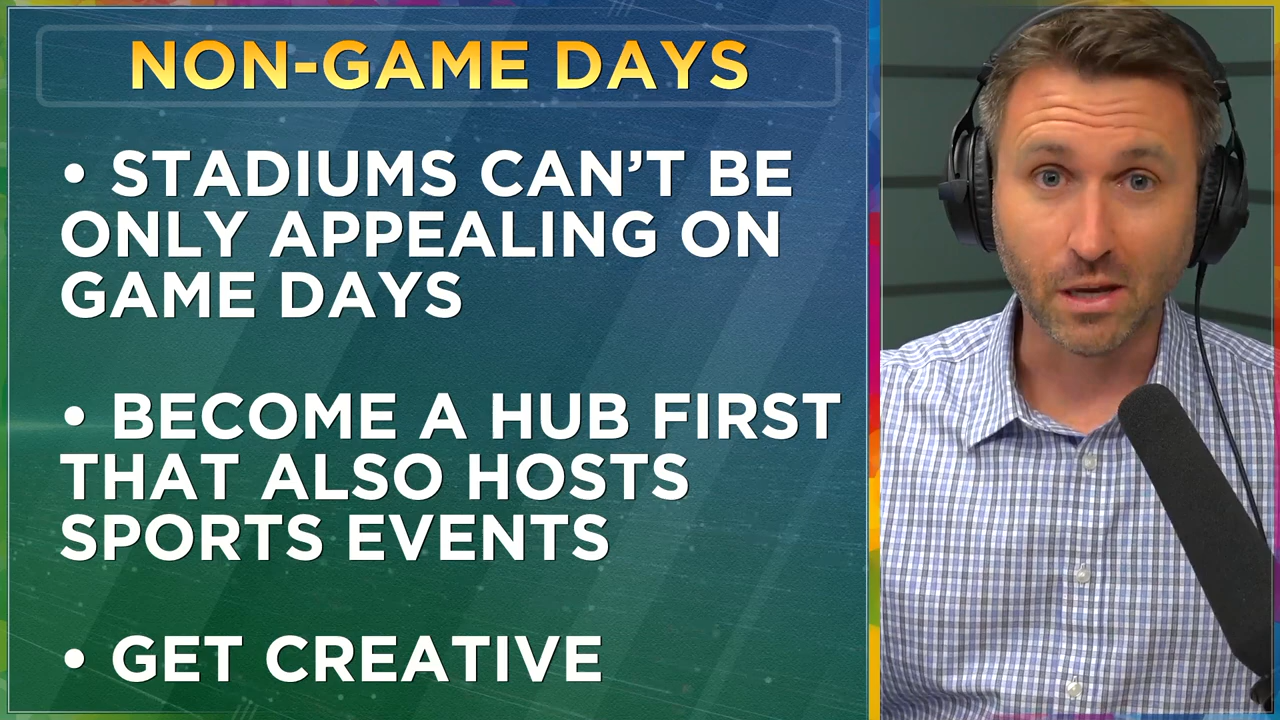 NON-GAME DAYS
• STADIUMS CAN’T BE
ONLY APPEALING ON
GAME DAYS
• BECOME A HUB FIRST
THAT ALSO HOSTS
SPORTS EVENTS
• GET CREATIVE